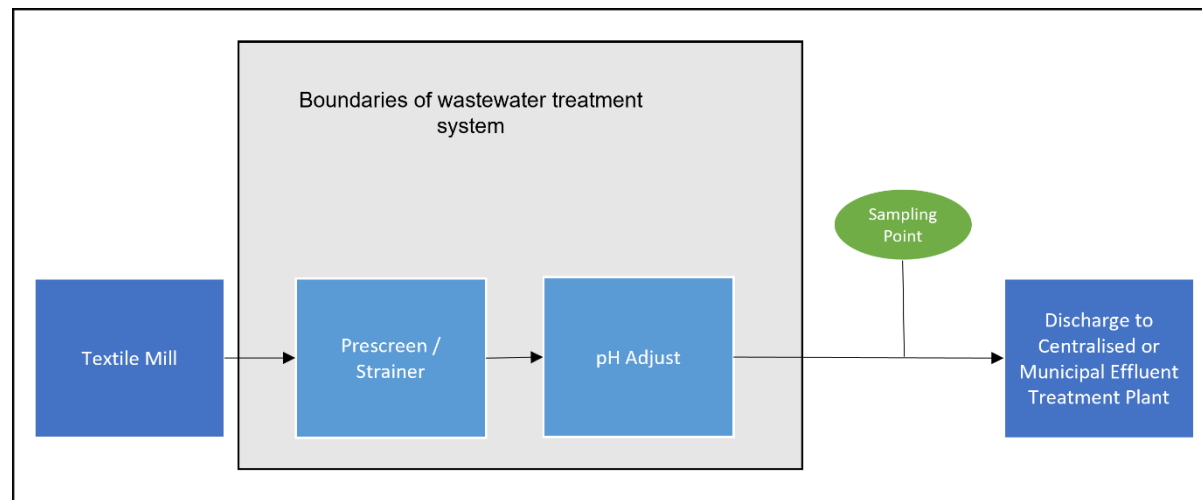 Boundaries of wastewater treatment
system
Sampling
Point
Textile Mill
Prescreen /
Strainer
pH Adjust
Discharge to
Centralised or
Municipal Effluent
Treatment Plant